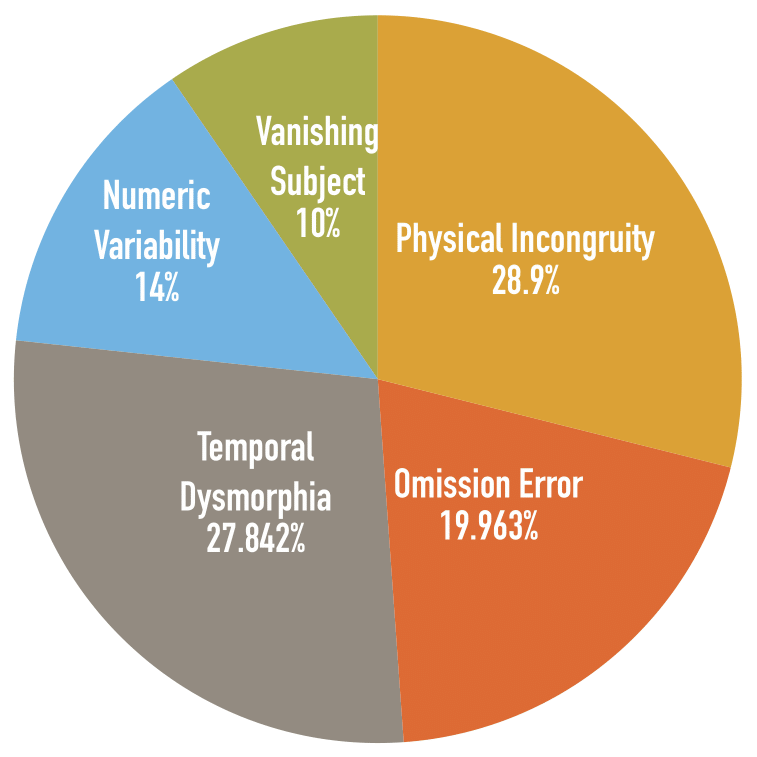 Vanishing
Subject
10%
Numeric
Variability
14%
Physical Incongruity
28.9%
Temporal
Dysmorphia
27.842%
Omission Error
19.963%